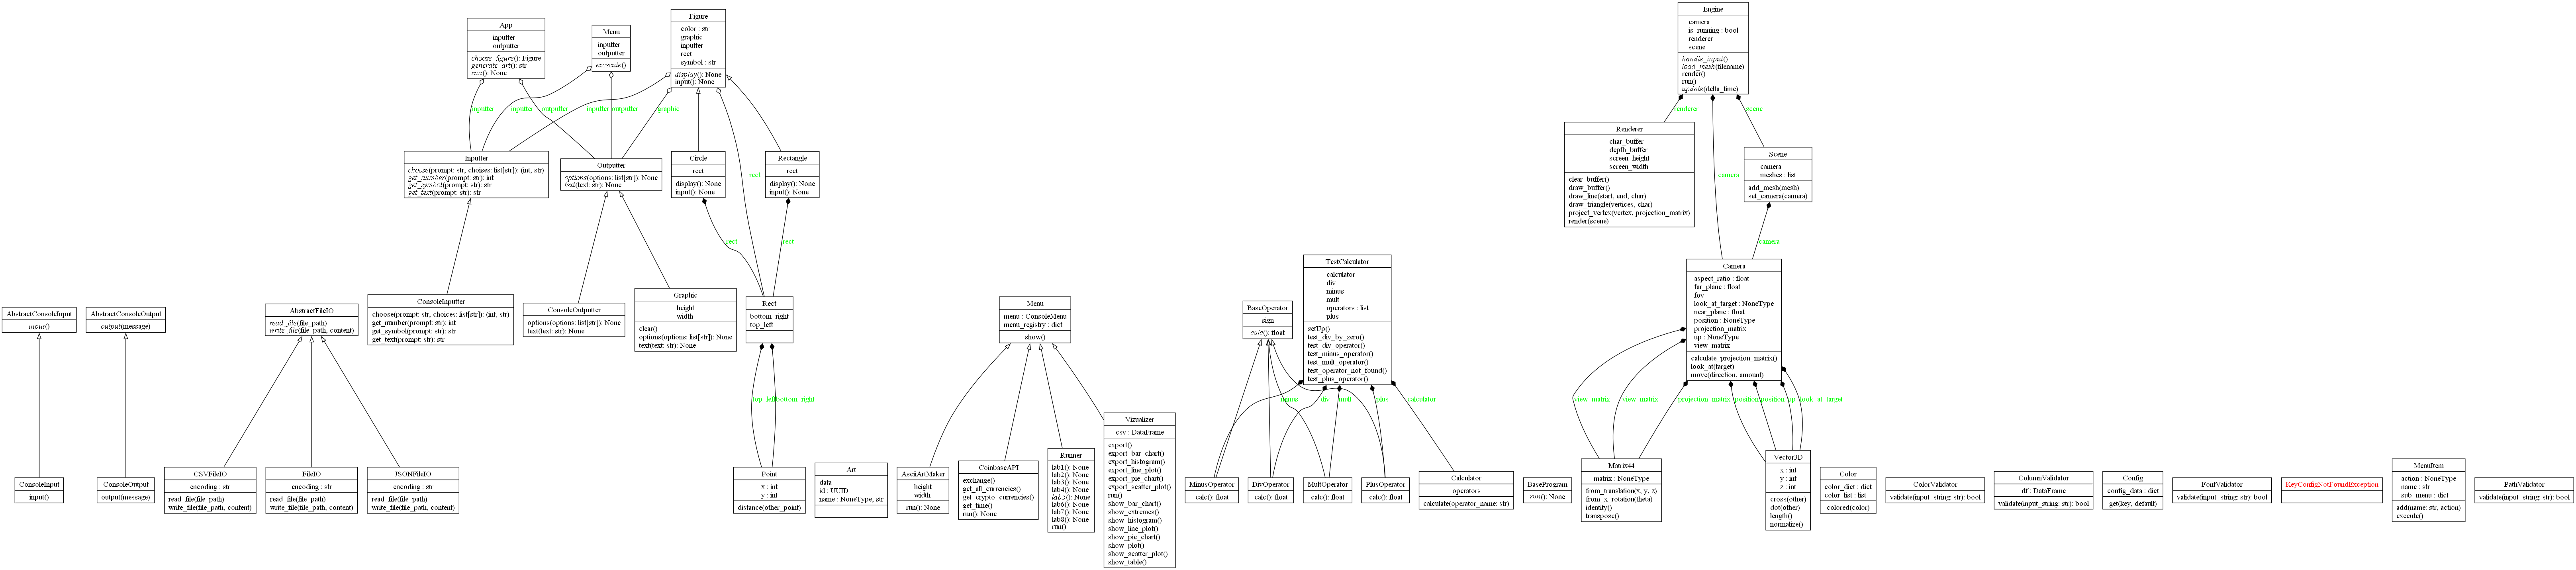 App
inputter
outputter
choose_figure(): Figure
generate_art(): str
run(): None
Menu
inputter
outputter
excecute()
Figure
color : str
graphic
inputter
rect
symbol : str
display(): None
input(): None
Engine
camera
is_running : bool
renderer
scene
handle_input()
load_mesh(filename)
render()
run()
update(delta_time)
inputter
inputter
outputter
inputter
outputter
graphic
renderer
scene
Inputter
choose(prompt: str, choices: list[str]): (int, str)
get_number(prompt: str): int
get_symbol(prompt: str): str
get_text(prompt: str): str
Outputter
options(options: list[str]): None
text(text: str): None
Circle
rect
display(): None
input(): None
rect
Rectangle
rect
display(): None
input(): None
Renderer
char_buffer
depth_buffer
screen_height
screen_width
clear_buffer()
draw_buffer()
draw_line(start, end, char)
draw_triangle(vertices, char)
project_vertex(vertex, projection_matrix)
render(scene)
camera
Scene
camera
meshes : list
add_mesh(mesh)
set_camera(camera)
rect
rect
camera
AbstractConsoleInput
input()
AbstractConsoleOutput
output(message)
AbstractFileIO
read_file(file_path)
write_file(file_path, content)
ConsoleInputter
choose(prompt: str, choices: list[str]): (int, str)
get_number(prompt: str): int
get_symbol(prompt: str): str
get_text(prompt: str): str
ConsoleOutputter
options(options: list[str]): None
text(text: str): None
Graphic
height
width
clear()
options(options: list[str]): None
text(text: str): None
Rect
bottom_right
top_left
Menu
menu : ConsoleMenu
menu_registry : dict
show()
BaseOperator
sign
calc(): float
TestCalculator
calculator
div
minus
mult
operators : list
plus
setUp()
test_div_by_zero()
test_div_operator()
test_minus_operator()
test_mult_operator()
test_operator_not_found()
test_plus_operator()
Camera
aspect_ratio : float
far_plane : float
fov
look_at_target : NoneType
near_plane : float
position : NoneType
projection_matrix
up : NoneType
view_matrix
calculate_projection_matrix()
look_at(target)
move(direction, amount)
top_left
bottom_right
minus
div
mult
plus
calculator
view_matrix
view_matrix
projection_matrix
position
position
up
look_at_target
ConsoleInput
input()
ConsoleOutput
output(message)
CSVFileIO
encoding : str
read_file(file_path)
write_file(file_path, content)
FileIO
encoding : str
read_file(file_path)
write_file(file_path, content)
JSONFileIO
encoding : str
read_file(file_path)
write_file(file_path, content)
Point
x : int
y : int
distance(other_point)
Art
data
id : UUID
name : NoneType, str
AsciiArtMaker
height
width
run(): None
CoinbaseAPI
exchange()
get_all_currencies()
get_crypto_currencies()
get_time()
run(): None
Runner
lab1(): None
lab2(): None
lab3(): None
lab4(): None
lab5(): None
lab6(): None
lab7(): None
lab8(): None
run()
Vizualizer
csv : DataFrame
export()
export_bar_chart()
export_histogram()
export_line_plot()
export_pie_chart()
export_scatter_plot()
run()
show_bar_chart()
show_extremes()
show_histogram()
show_line_plot()
show_pie_chart()
show_plot()
show_scatter_plot()
show_table()
MinusOperator
calc(): float
DivOperator
calc(): float
MultOperator
calc(): float
PlusOperator
calc(): float
Calculator
operators
calculate(operator_name: str)
BaseProgram
run(): None
Matrix44
matrix : NoneType
from_translation(x, y, z)
from_x_rotation(theta)
identity()
transpose()
Vector3D
x : int
y : int
z : int
cross(other)
dot(other)
length()
normalize()
Color
color_dict : dict
color_list : list
colored(color)
ColorValidator
validate(input_string: str): bool
ColumnValidator
df : DataFrame
validate(input_string: str): bool
Config
config_data : dict
get(key, default)
FontValidator
validate(input_string: str): bool
KeyConfigNotFoundException
MenuItem
action : NoneType
name : str
sub_menu : dict
add(name: str, action)
execute()
PathValidator
validate(input_string: str): bool